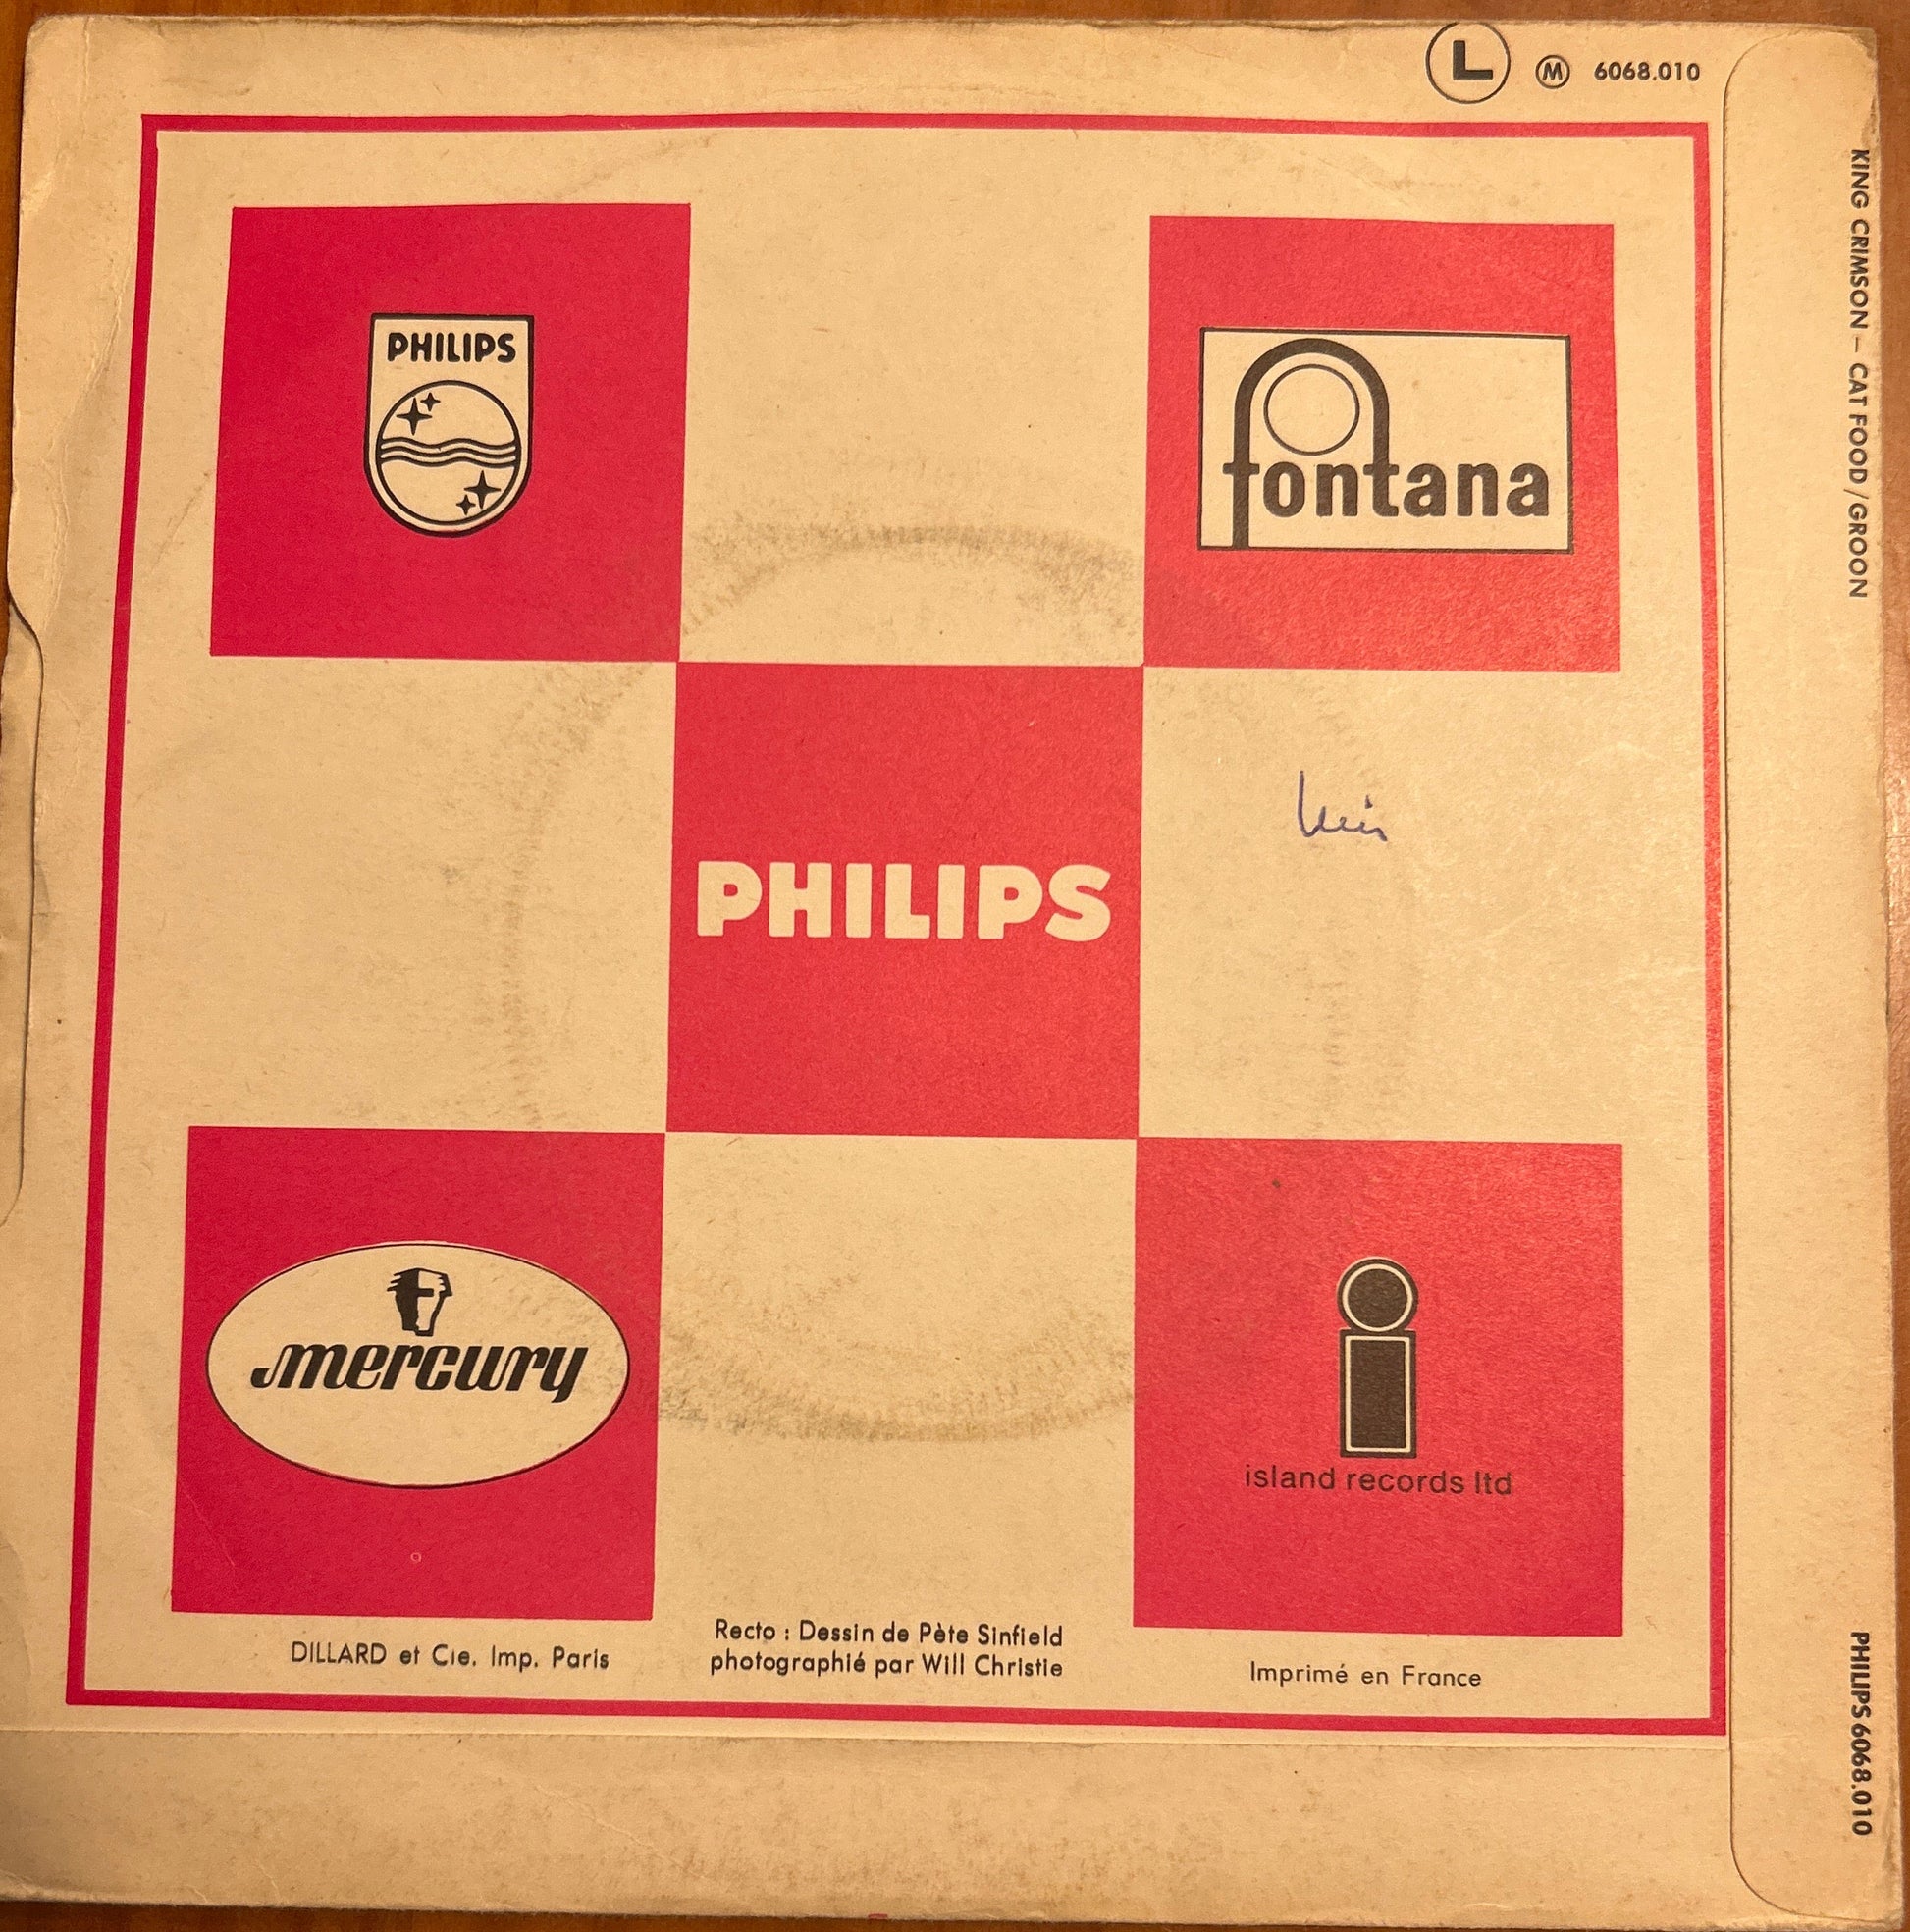 L M 6068.010
KING CRIMSON – CAT FOOD / GROON
PHILIPS
fontana
PHILIPS
mercury
island records ltd
DILLARD et Cie. Imp. Paris
Recto : Dessin de Pète Sinfield
photographié par Will Christie
Imprimé en France
PHILIPS 6068.010